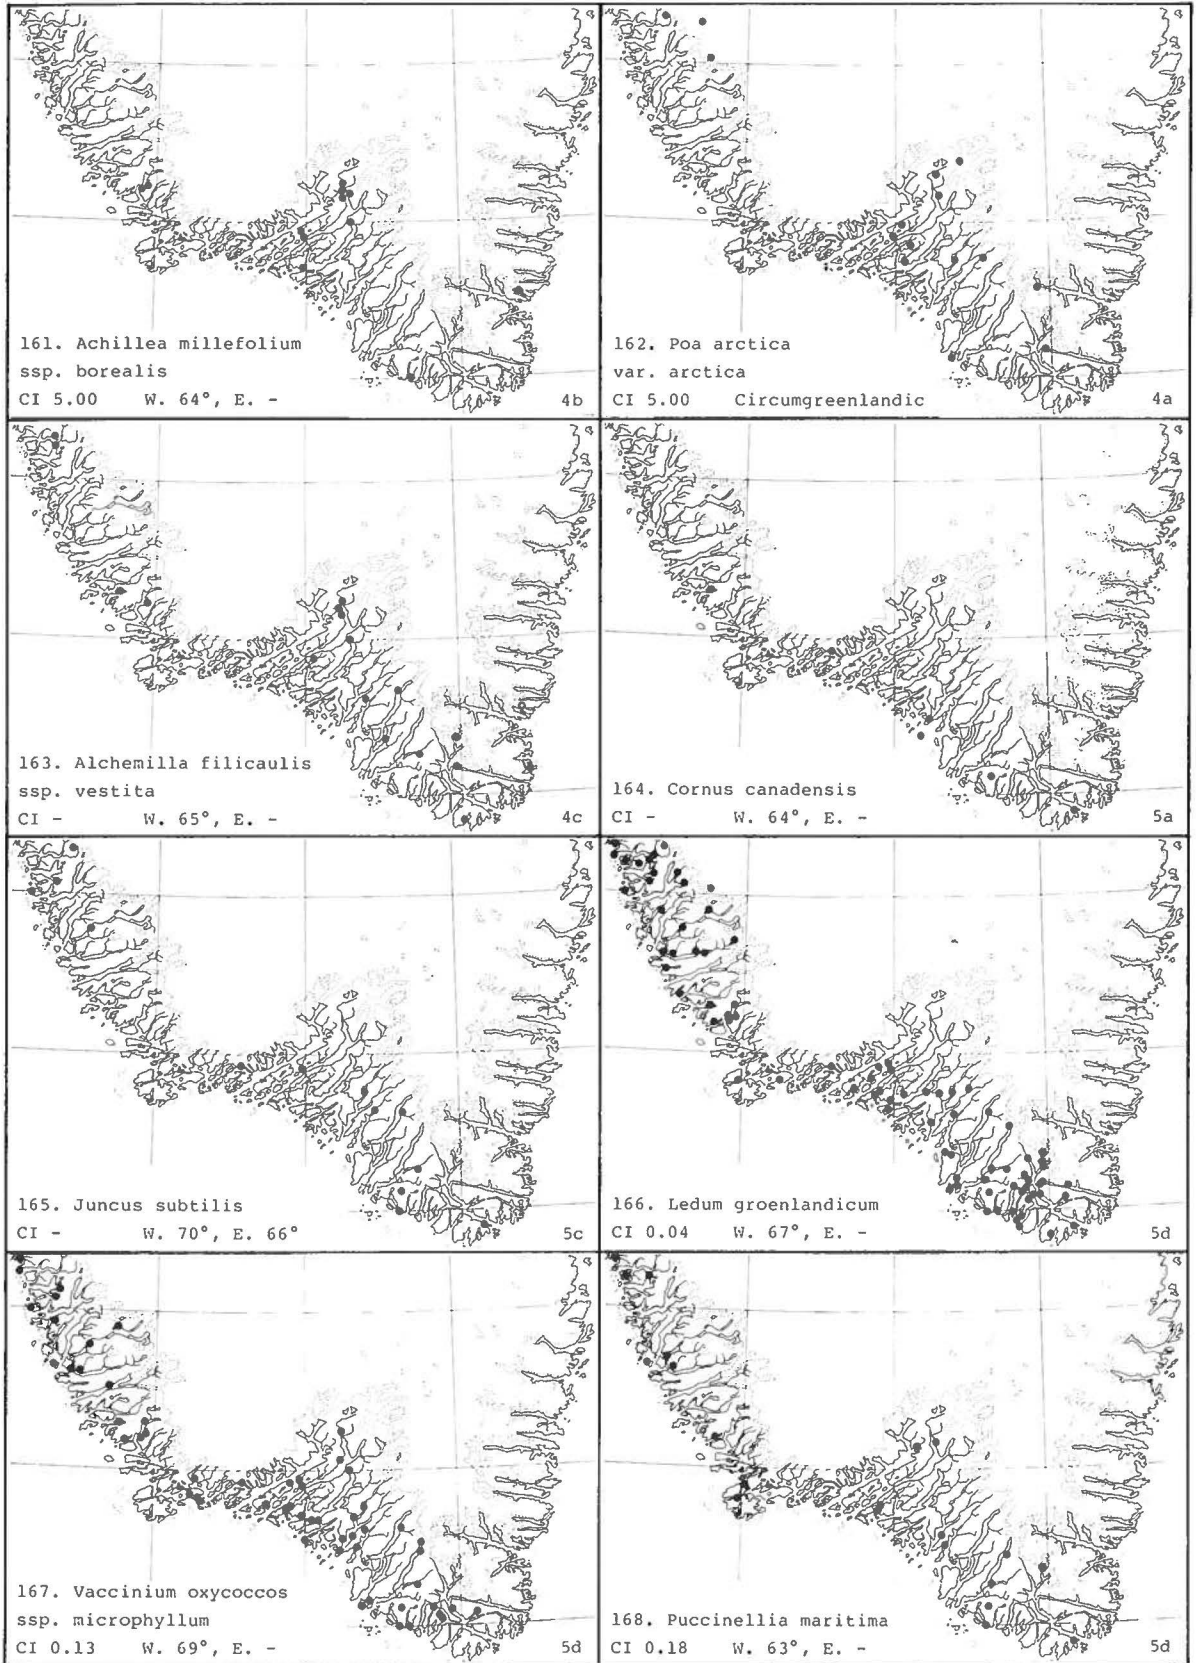 161. Achillea millefolium
ssp. borealis
CI 5.00 W. 64°, E. - 4b
162. Poa arctica
var. arctica
CI 5.00 Circumgreenlandic 4a
163. Alchemilla filicaulis
ssp. vestita
CI - W. 65°, E. - 4c
164. Cornus canadensis
CI - W. 64°, E. - 5a
165. Juncus subtilis
CI - W. 70°, E. 66° 5c
166. Ledum groenlandicum
CI 0.04 W. 67°, E. - 5d
167. Vaccinium oxycoccos
ssp. microphyllum
CI 0.13 W. 69°, E. - 5d
168. Puccinellia maritima
CI 0.18 W. 63°, E. - 5d